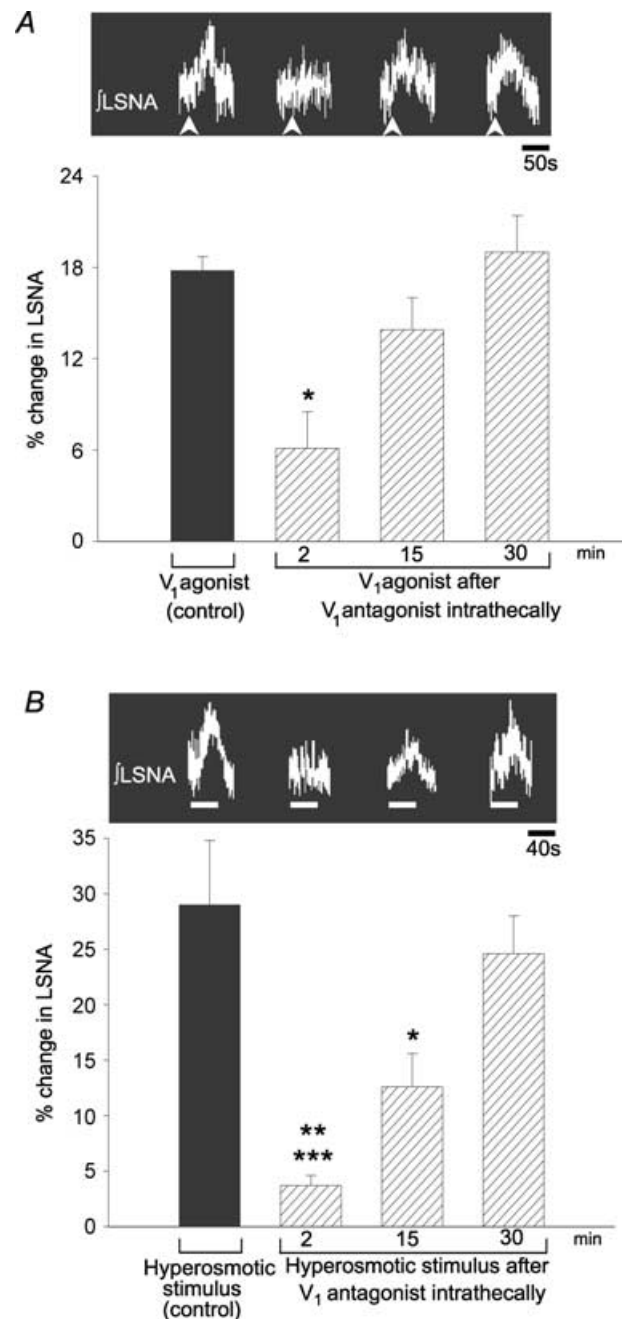 A
∫LSNA
50s
24
18
12
6
0
% change in LSNA
*
2 15 30 min
V1 agonist
(control)
V1 agonist after
V1 antagonist intrathecally
B
∫LSNA
40s
35
30
25
20
15
10
5
0
% change in LSNA
**
***
*
2 15 30 min
Hyperosmotic
stimulus
(control)
Hyperosmotic stimulus after
V1 antagonist intrathecally